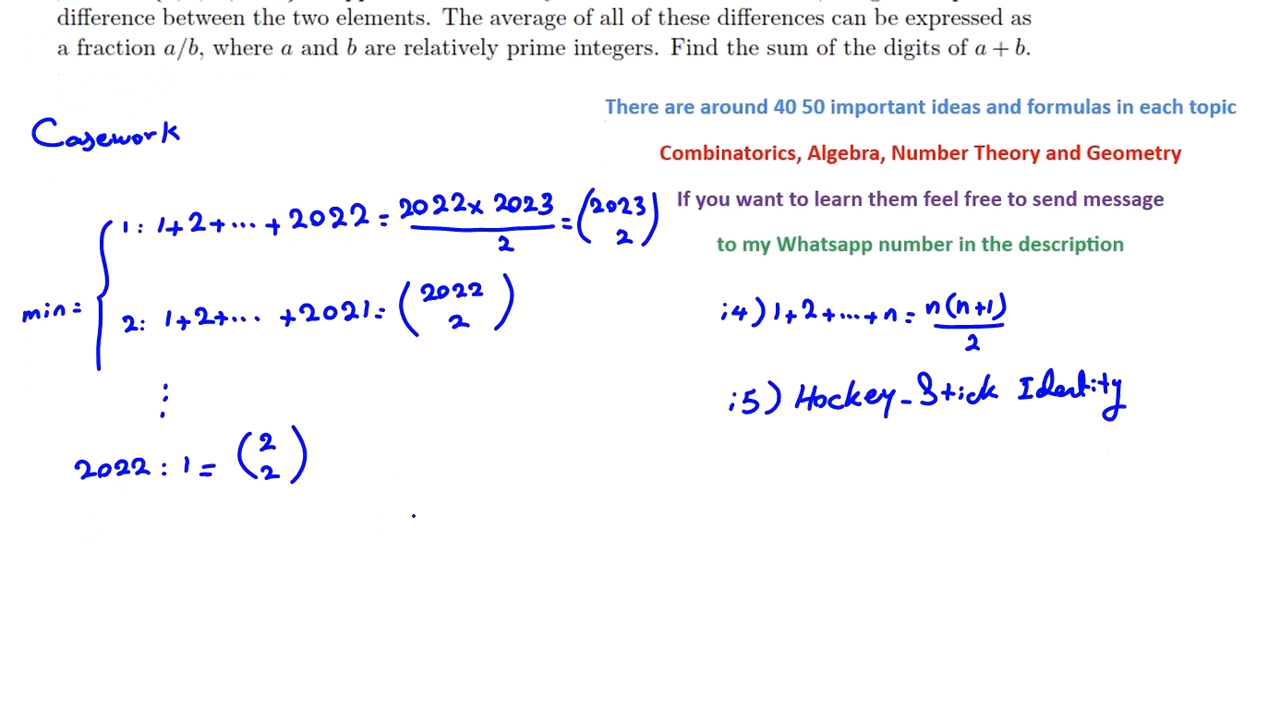 difference between the two elements. The average of all of these differences can be expressed as
a fraction a/b, where a and b are relatively prime integers. Find the sum of the digits of a + b.
There are around 40 50 important ideas and formulas in each topic
Casework
Combinatorics, Algebra, Number Theory and Geometry
If you want to learn them feel free to send message
to my Whatsapp number in the description
min = { 1: 1+2+...+2022 = 2022×2023/2 = (2023 2)
2: 1+2+... +2021 = (2022 2)
⋮
2022 : 1 = (2 2)
i4) 1+2+...+n = n(n+1)/2
i5) Hockey-Stick Identity